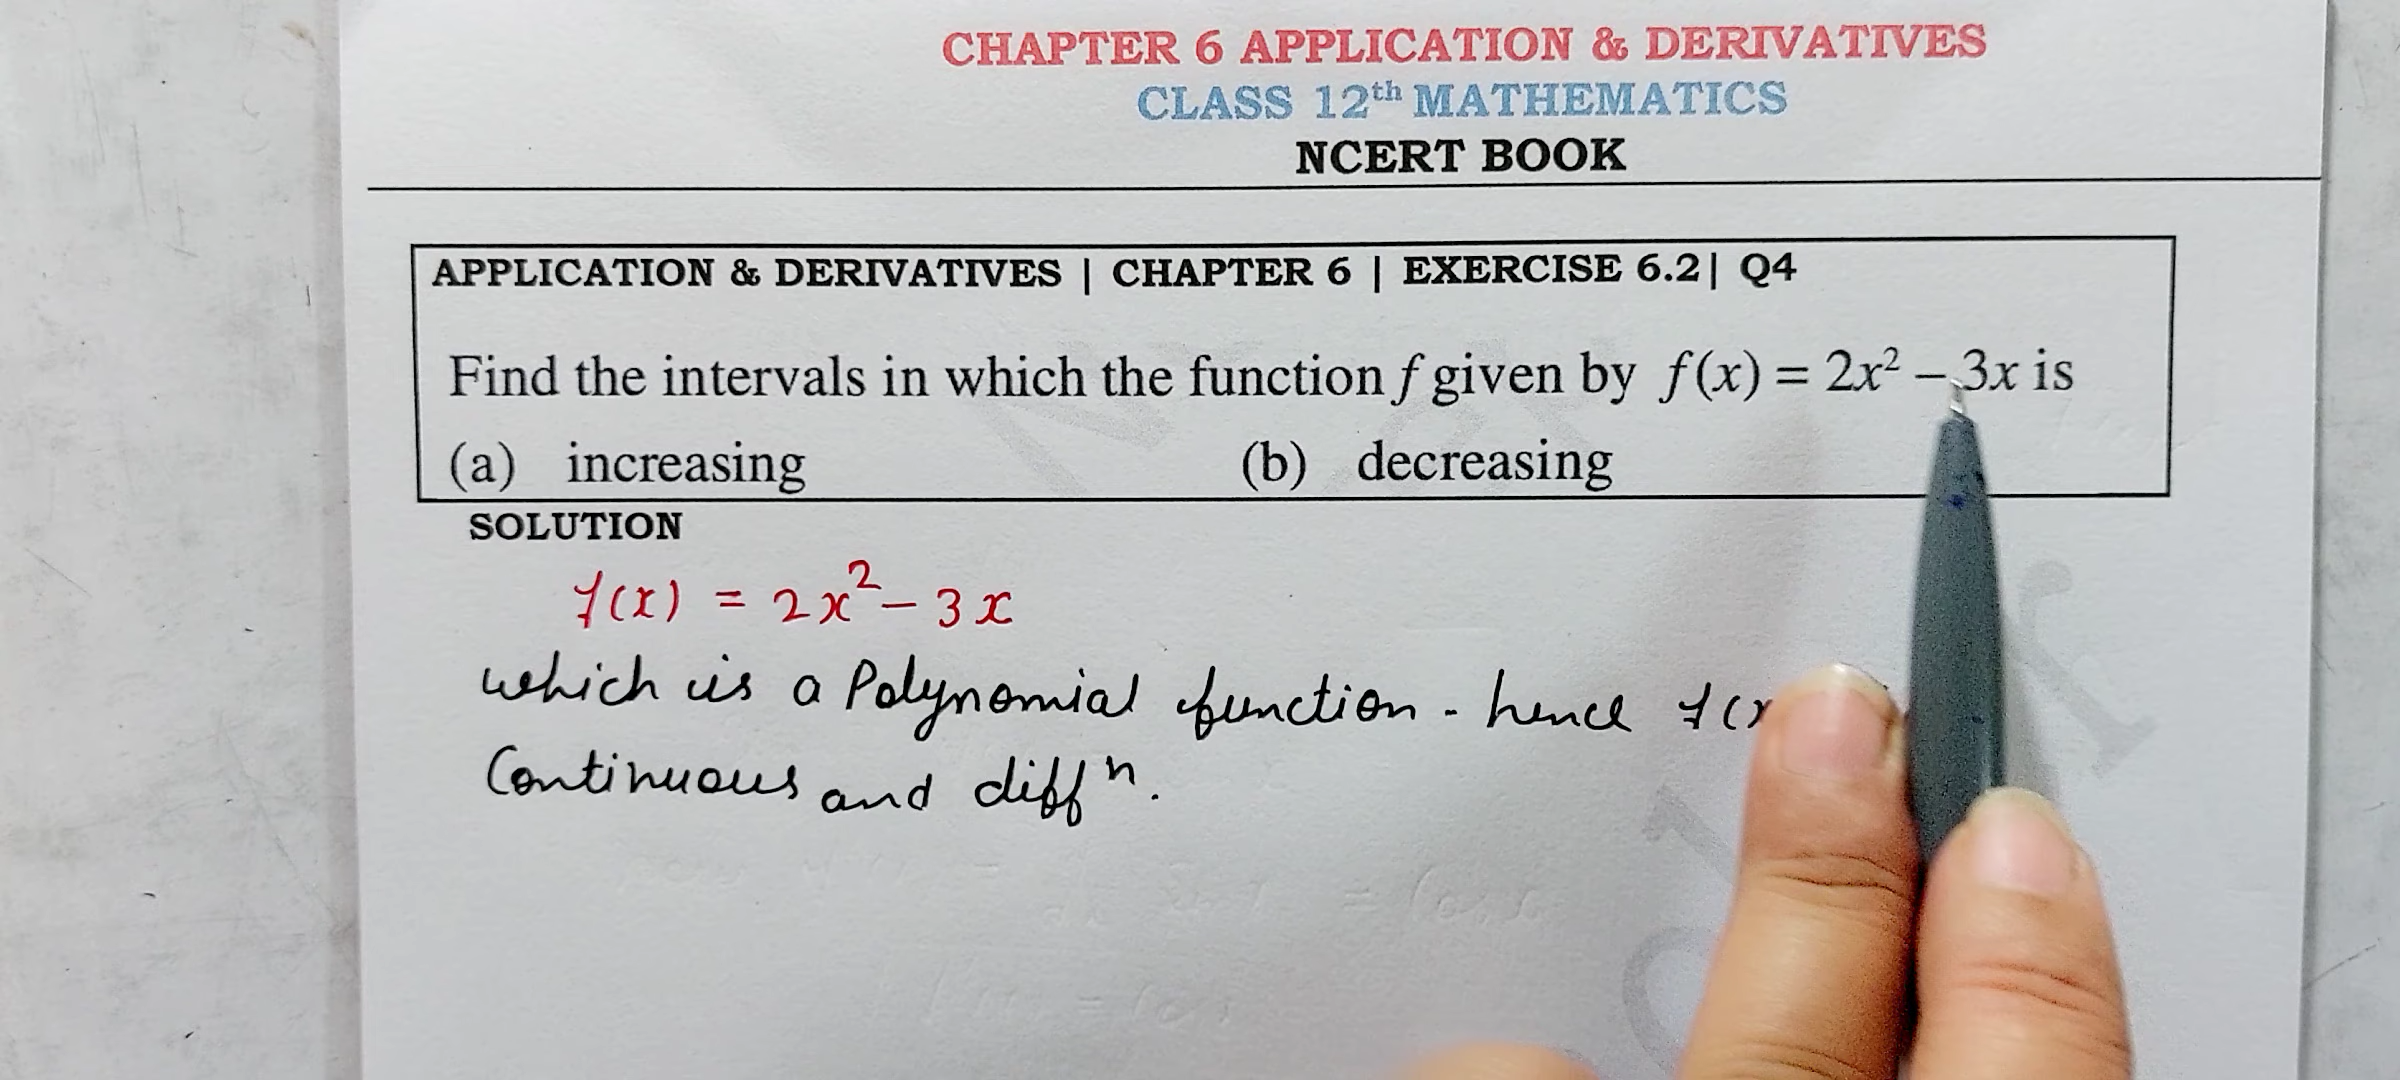 CHAPTER 6 APPLICATION & DERIVATIVES
CLASS 12th MATHEMATICS
NCERT BOOK
APPLICATION & DERIVATIVES | CHAPTER 6 | EXERCISE 6.2| Q4
Find the intervals in which the function f given by f(x) = 2x² – 3x is
(a) increasing (b) decreasing
SOLUTION
f(x) = 2x² - 3x
which is a Polynomial function - hence f(x
Continuous and diffⁿ.